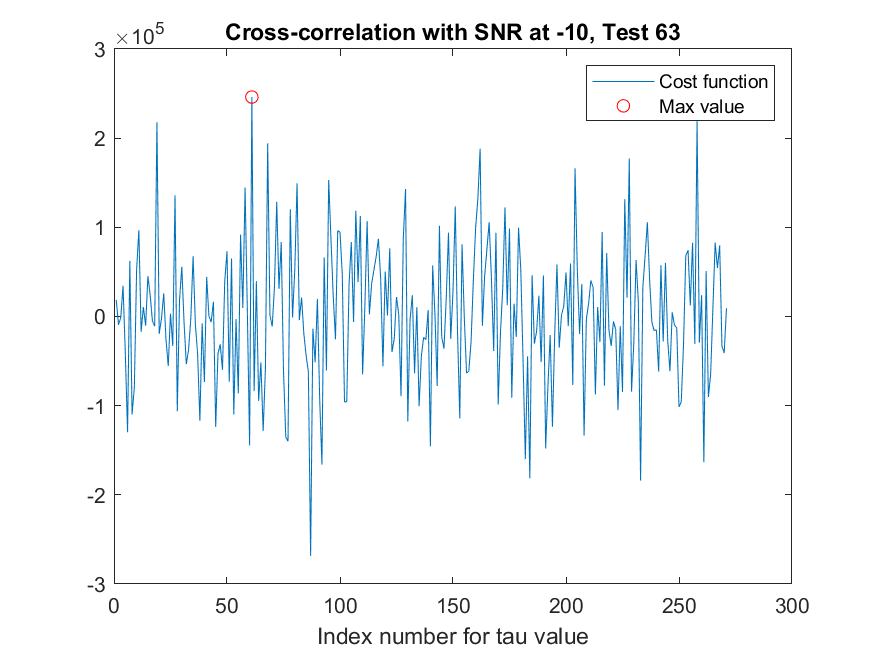 Cross-correlation with SNR at -10, Test 63
×10^5
3
2
1
0
-1
-2
-3
0 50 100 150 200 250 300
Index number for tau value
Cost function
Max value